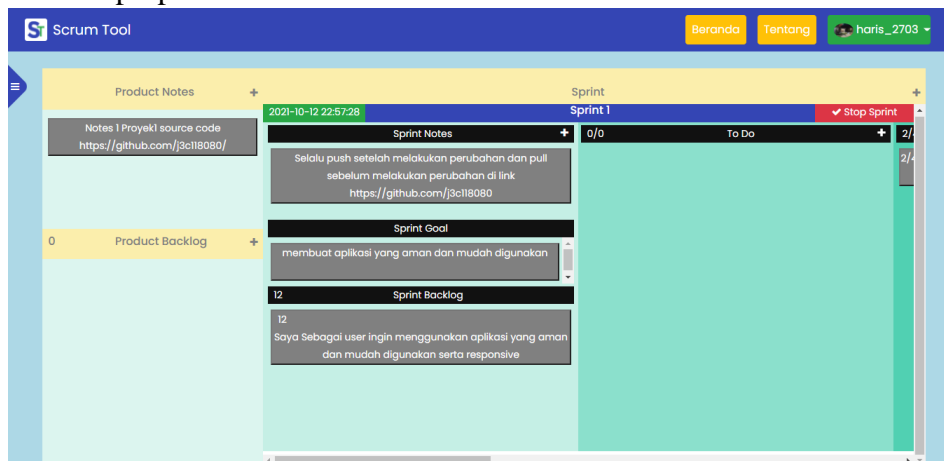 ST Scrum Tool
Beranda
Tentang
haris_2703
Product Notes +
Sprint +
2021-10-12 22:57:28
Sprint 1
Stop Sprint
Notes 1 Proyek1 source code
https://github.com/j3c118080/
Sprint Notes +
Selalu push setelah melakukan perubahan dan pull
sebelum melakukan perubahan di link
https://github.com/j3c118080
0/0 To Do +
2/
2/4
Sprint Goal
membuat aplikasi yang aman dan mudah digunakan
0 Product Backlog +
12 Sprint Backlog
12
Saya Sebagai user ingin menggunakan aplikasi yang aman
dan mudah digunakan serta responsive